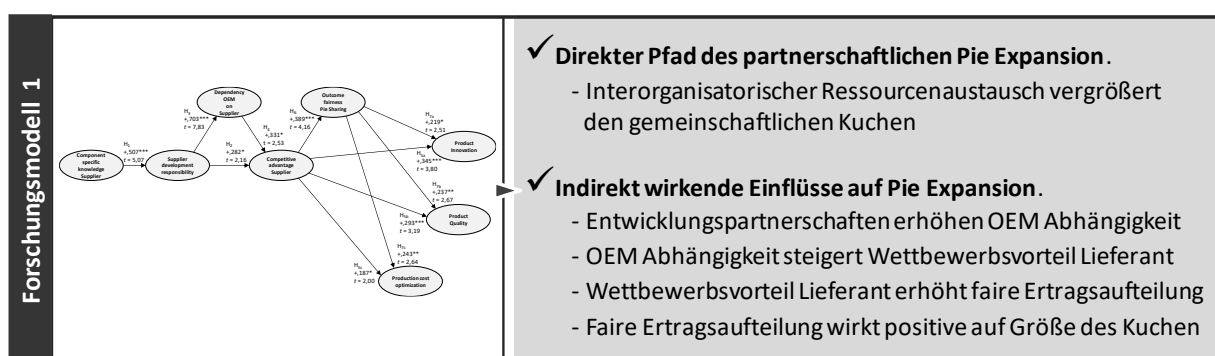 Forschungsmodell 1
Dependency
OEM
on
Supplier
Outcome
fairness
Pie Sharing
H3
+,703***
t = 7,83
H4
+,331*
t = 2,53
H6
+,389***
t = 4,16
H7a
+,219*
t = 2,51
H1
+,507***
t = 5,07
H2
+,282*
t = 2,16
Product
Innovation
Component
specific
knowledge
Supplier
Supplier
development
responsibility
Competitive
advantage
Supplier
H5a
+,345***
t = 3,80
H7b
+,237**
t = 2,67
H5b
+,293***
t = 3,19
Product
Quality
H7c
+,243**
t = 2,64
H5c
+,187*
t = 2,00
Production cost
optimization
✓ Direkter Pfad des partnerschaftlichen Pie Expansion.
- Interorganisatorischer Ressourcenaustausch vergrößert
den gemeinschaftlichen Kuchen
✓ Indirekt wirkende Einflüsse auf Pie Expansion.
- Entwicklungspartnerschaften erhöhen OEM Abhängigkeit
- OEM Abhängigkeit steigert Wettbewerbsvorteil Lieferant
- Wettbewerbsvorteil Lieferant erhöht faire Ertragsaufteilung
- Faire Ertragsaufteilung wirkt positive auf Größe des Kuchen